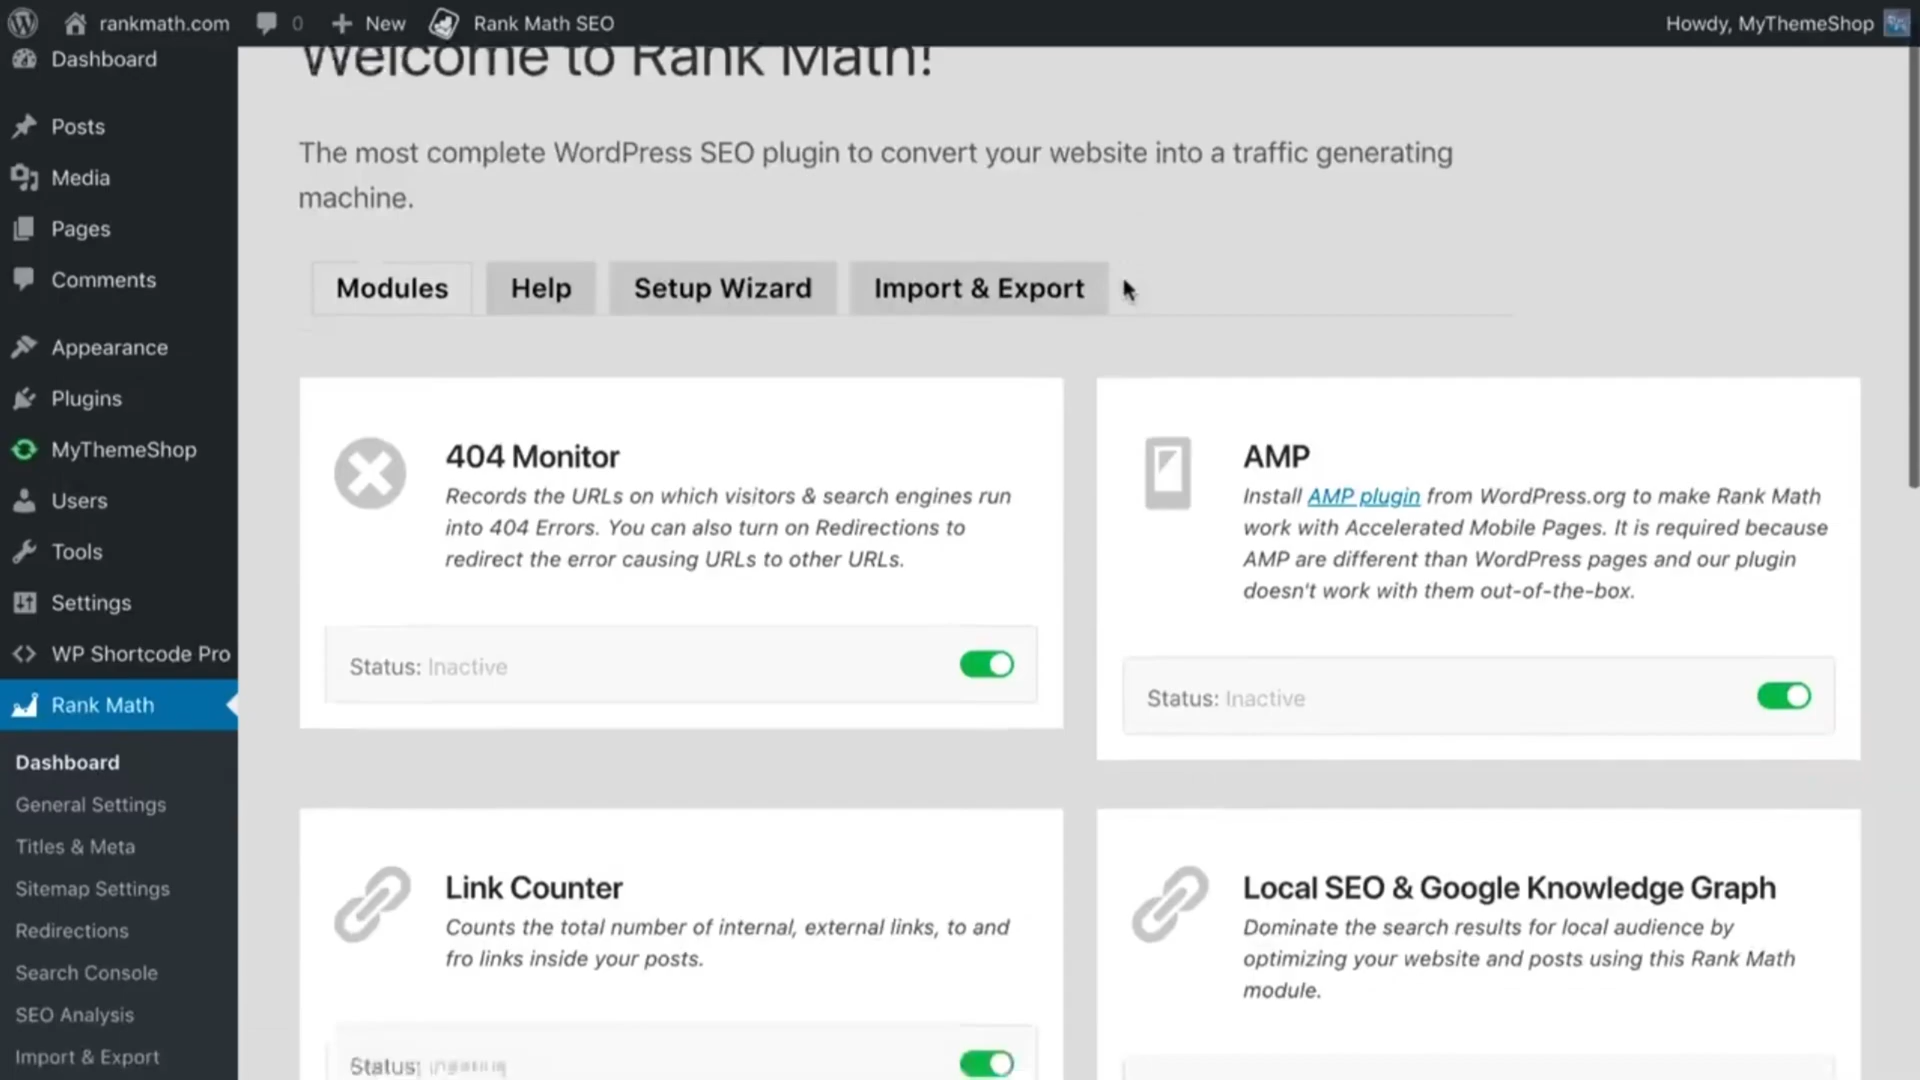 rankmath.com 0 New Rank Math SEO Howdy, MyThemeShop
Dashboard
Posts
Media
Pages
Comments
Appearance
Plugins
MyThemeShop
Users
Tools
Settings
WP Shortcode Pro
Rank Math
Dashboard
General Settings
Titles & Meta
Sitemap Settings
Redirections
Search Console
SEO Analysis
Import & Export
Welcome to Rank Math!
The most complete WordPress SEO plugin to convert your website into a traffic generating
machine.
Modules Help Setup Wizard Import & Export
404 Monitor
Records the URLs on which visitors & search engines run
into 404 Errors. You can also turn on Redirections to
redirect the error causing URLs to other URLs.
Status: Inactive
AMP
Install AMP plugin from WordPress.org to make Rank Math
work with Accelerated Mobile Pages. It is required because
AMP are different than WordPress pages and our plugin
doesn't work with them out-of-the-box.
Status: Inactive
Link Counter
Counts the total number of internal, external links, to and
fro links inside your posts.
Status:
Local SEO & Google Knowledge Graph
Dominate the search results for local audience by
optimizing your website and posts using this Rank Math
module.